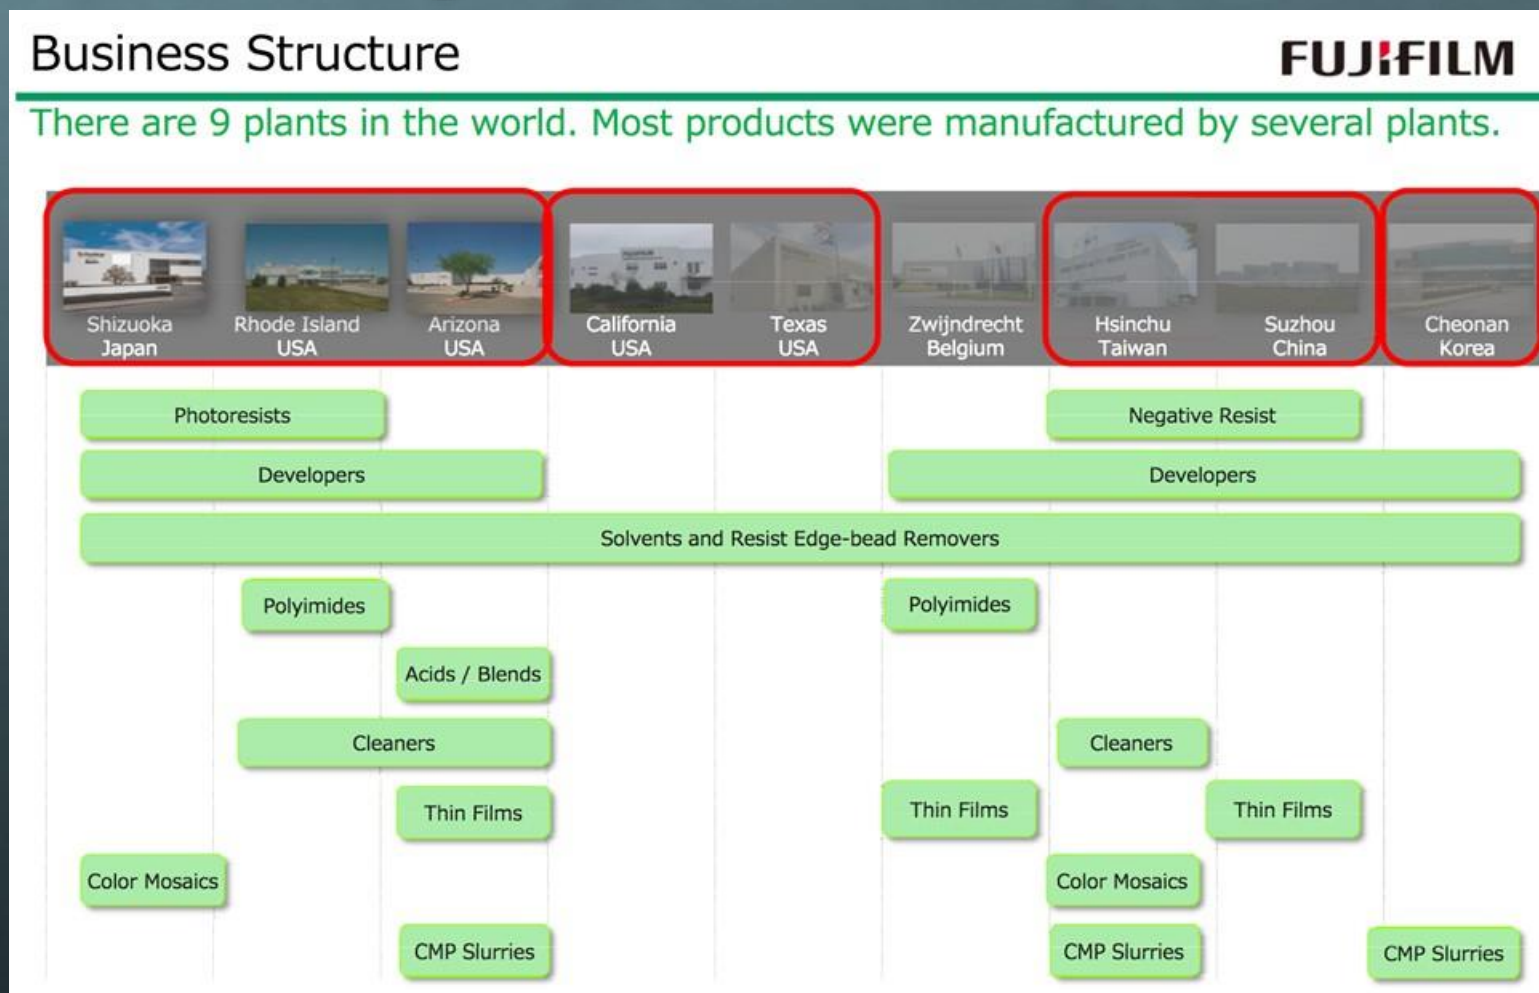 Business Structure
FUJIFILM
There are 9 plants in the world. Most products were manufactured by several plants.
Shizuoka
Japan
Rhode Island
USA
Arizona
USA
California
USA
Texas
USA
Zwijndrecht
Belgium
Hsinchu
Taiwan
Suzhou
China
Cheonan
Korea
Photoresists
Negative Resist
Developers
Developers
Solvents and Resist Edge-bead Removers
Polyimides
Polyimides
Acids / Blends
Cleaners
Cleaners
Thin Films
Thin Films
Thin Films
Color Mosaics
Color Mosaics
CMP Slurries
CMP Slurries
CMP Slurries